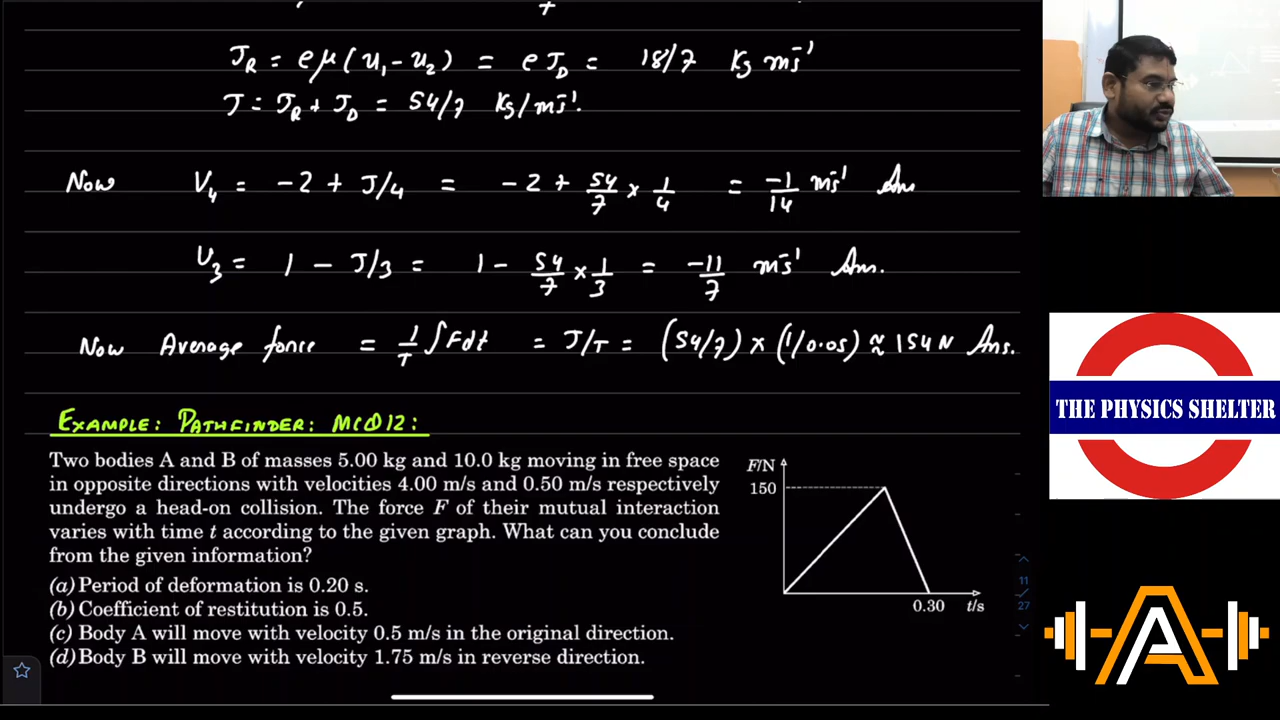 J_R = eμ(u₁ - u₂) = eJ_D = 18/7 Kg ms⁻¹
J = J_R + J_D = 54/7 Kg/ms⁻¹.
Now V₄ = -2 + J/4 = -2 + 54/7 × 1/4 = -1/14 ms⁻¹ Ans
V₃ = 1 - J/3 = 1 - 54/7 × 1/3 = -11/7 ms⁻¹ Ans.
Now Average force = 1/T ∫Fdt = J/T = (54/7) × (1/0.05) ≈ 154 N Ans.
EXAMPLE: PATHFINDER: MCQ12:
Two bodies A and B of masses 5.00 kg and 10.0 kg moving in free space
in opposite directions with velocities 4.00 m/s and 0.50 m/s respectively
undergo a head-on collision. The force F of their mutual interaction
varies with time t according to the given graph. What can you conclude
from the given information?
(a) Period of deformation is 0.20 s.
(b) Coefficient of restitution is 0.5.
(c) Body A will move with velocity 0.5 m/s in the original direction.
(d) Body B will move with velocity 1.75 m/s in reverse direction.
F/N
150
0.30 t/s
THE PHYSICS SHELTER
11
27
A